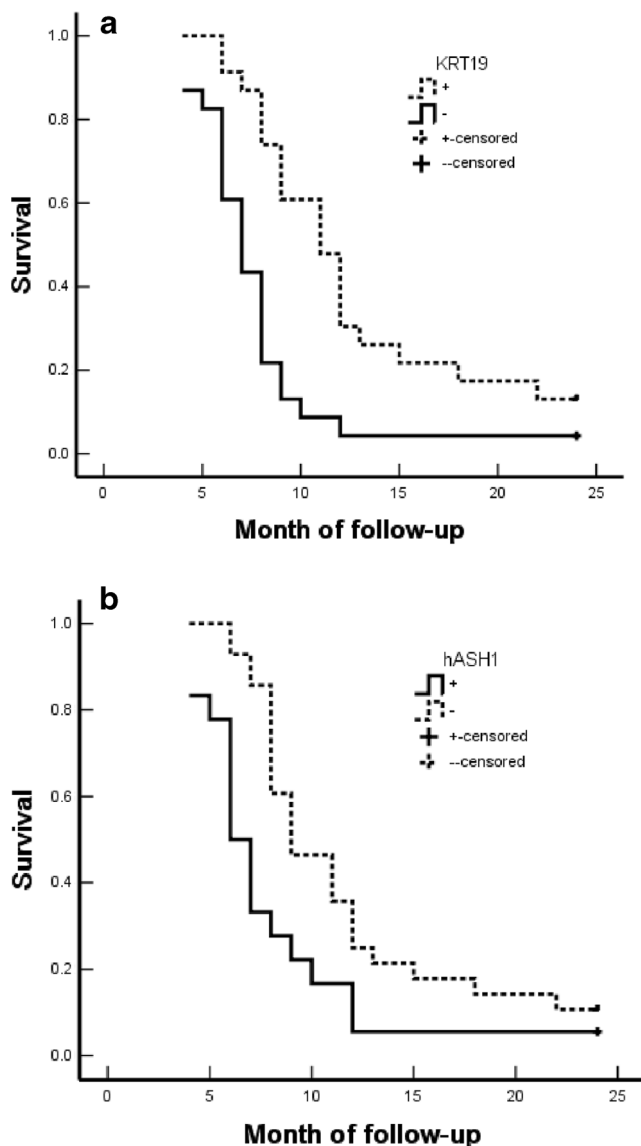 a
1.0
0.8
0.6
0.4
0.2
0.0
Survival
KRT19
+
-
+-censored
--censored
0 5 10 15 20 25
Month of follow-up
b
1.0
0.8
0.6
0.4
0.2
0.0
Survival
hASH1
+
-
+-censored
--censored
0 5 10 15 20 25
Month of follow-up